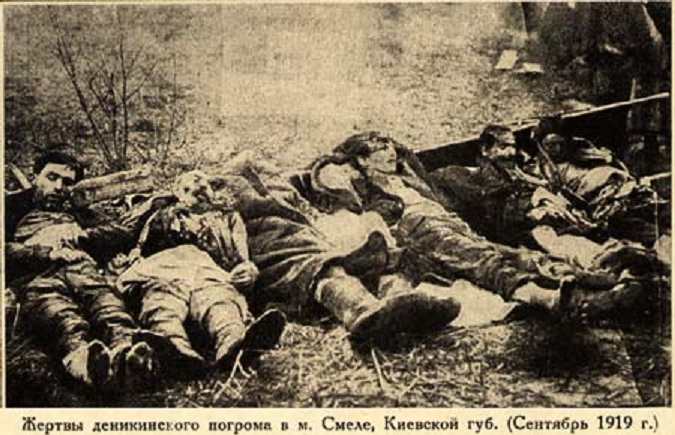 Жертвы деникинского погрома в м. Смеле, Киевской губ. (Сентябрь 1919 г.)